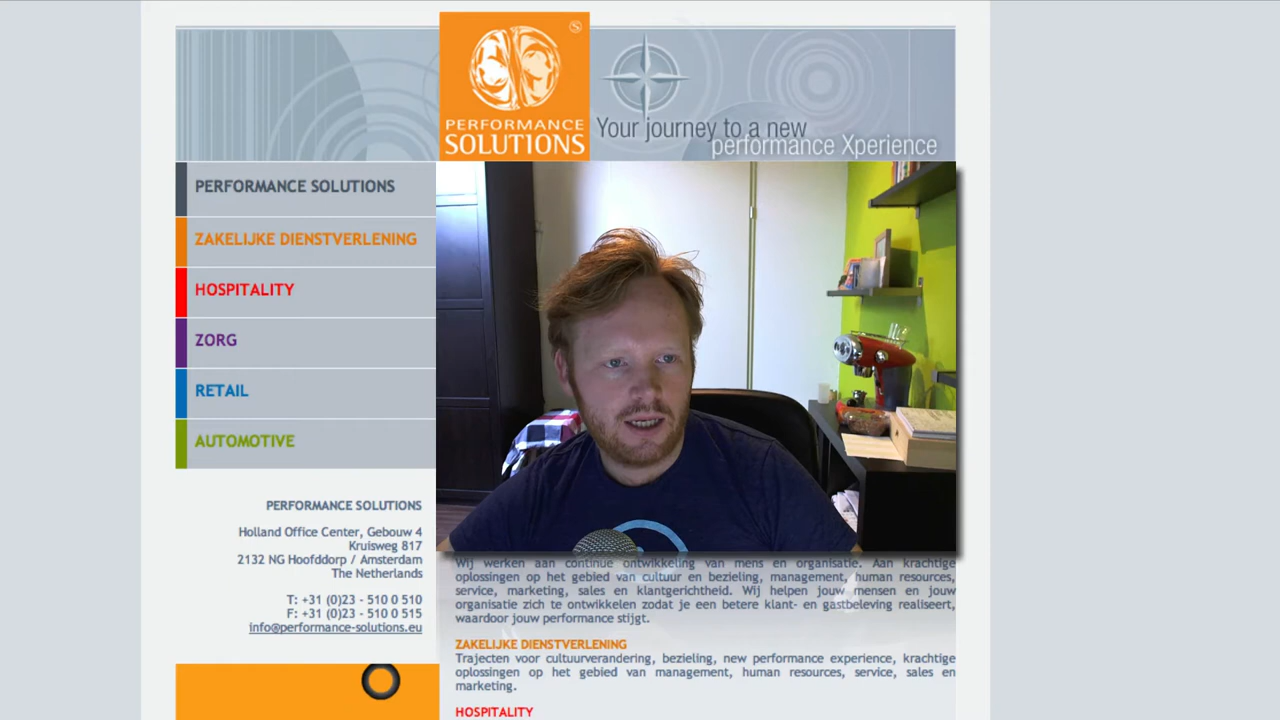 PERFORMANCE
SOLUTIONS
Your journey to a new
performance Xperience
PERFORMANCE SOLUTIONS
ZAKELIJKE DIENSTVERLENING
HOSPITALITY
ZORG
RETAIL
AUTOMOTIVE
PERFORMANCE SOLUTIONS
Holland Office Center, Gebouw 4
Kruisweg 817
2132 NG Hoofddorp / Amsterdam
The Netherlands
T: +31 (0)23 - 510 0 510
F: +31 (0)23 - 510 0 515
info@performance-solutions.eu
Wij werken aan continue ontwikkeling van mens en organisatie. Aan krachtige
oplossingen op het gebied van cultuur en bezieling, management, human resources,
service, marketing, sales en klantgerichtheid. Wij helpen jouw mensen en jouw
organisatie zich te ontwikkelen zodat je een betere klant- en gastbeleving realiseert,
waardoor jouw performance stijgt.
ZAKELIJKE DIENSTVERLENING
Trajecten voor cultuurverandering, bezieling, new performance experience, krachtige
oplossingen op het gebied van management, human resources, service, sales en
marketing.
HOSPITALITY